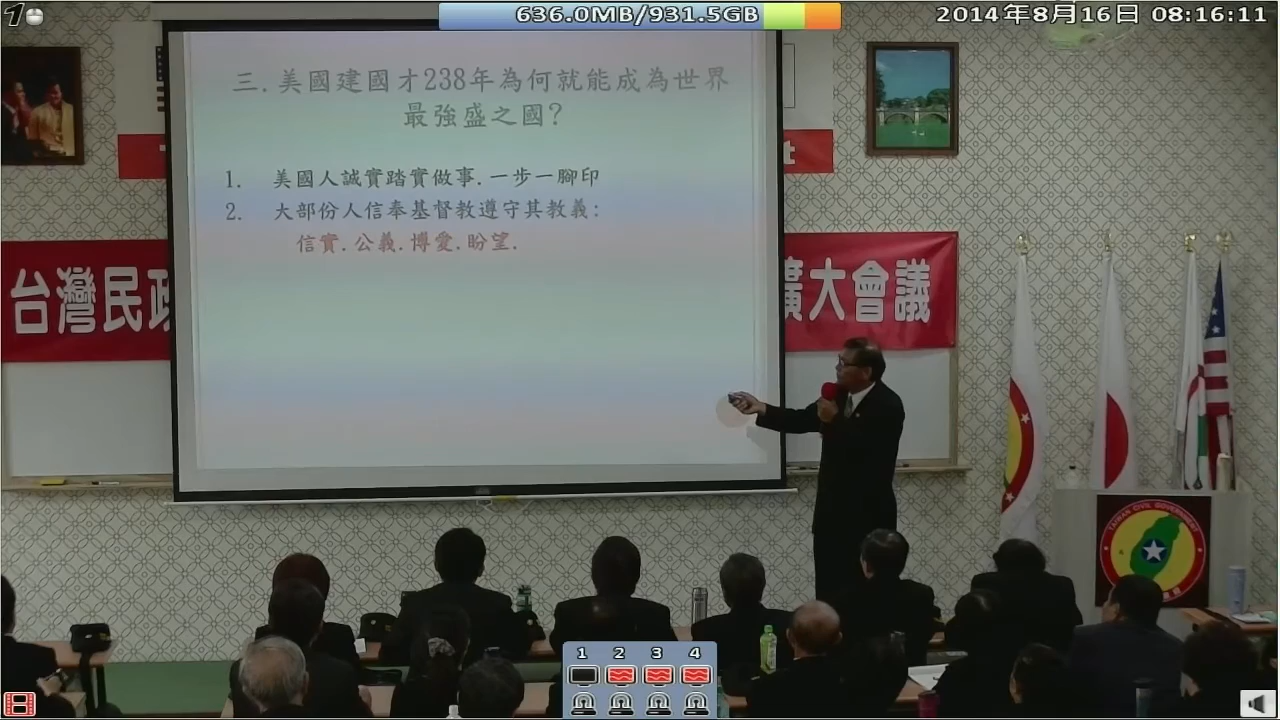 1
636.0MB/931.5GB
2014年8月16日 08:16:11
三.美國建國才238年為何就能成為世界
最強盛之國?
1. 美國人誠實踏實做事.一步一腳印
2. 大部份人信奉基督教遵守其教義:
信實.公義.博愛.盼望.
台灣民政
擴大會議
TAIWAN CIVIL GOVERNMENT
1 2 3 4